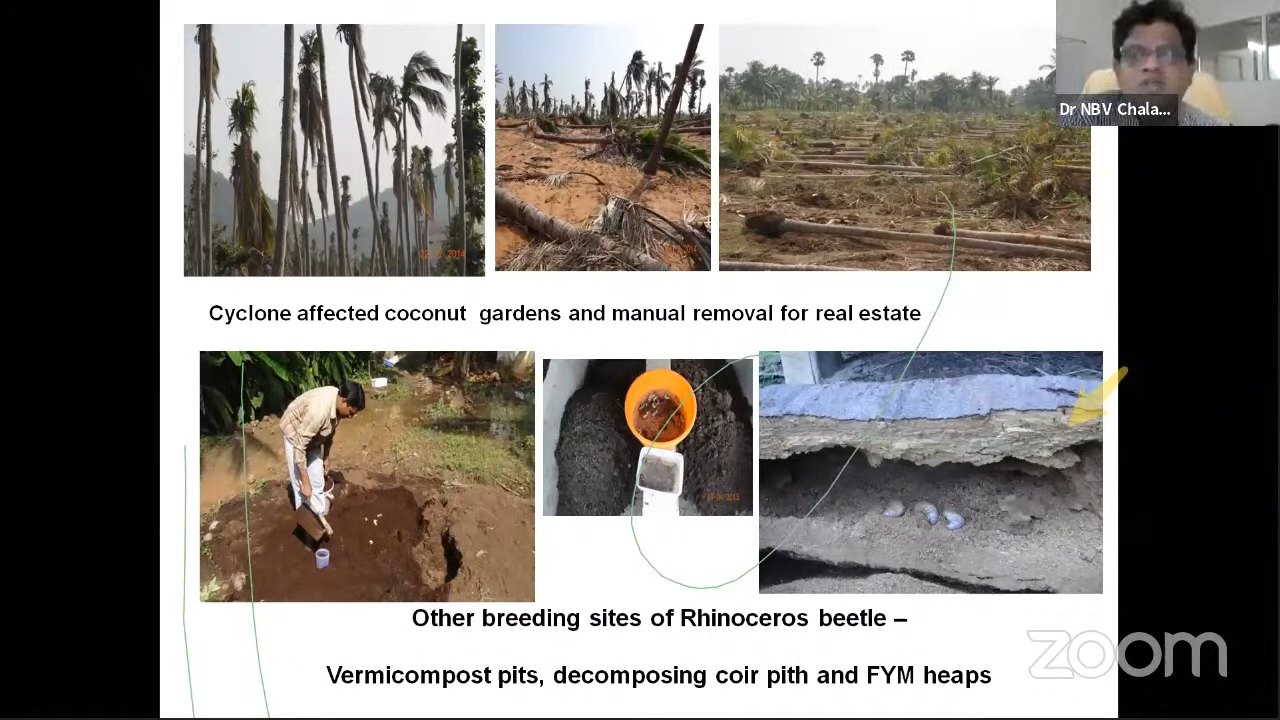 Dr NBV Chala...
Cyclone affected coconut gardens and manual removal for real estate
Other breeding sites of Rhinoceros beetle –
Vermicompost pits, decomposing coir pith and FYM heaps
zoom